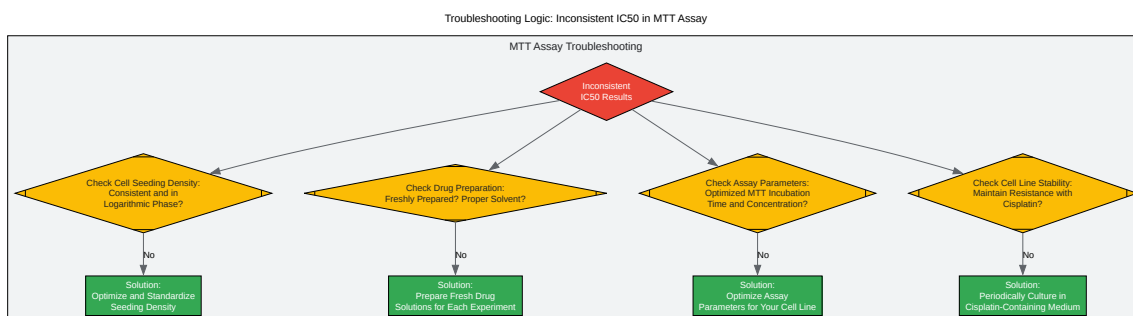 Troubleshooting Logic: Inconsistent IC50 in MTT Assay
MTT Assay Troubleshooting
Inconsistent
IC50 Results
Check Cell Seeding Density:
Consistent and in
Logarithmic Phase?
Check Drug Preparation:
Freshly Prepared? Proper Solvent?
Check Assay Parameters:
Optimized MTT Incubation
Time and Concentration?
Check Cell Line Stability:
Maintain Resistance with
Cisplatin?
No
No
No
No
Solution:
Optimize and Standardize
Seeding Density
Solution:
Prepare Fresh Drug
Solutions for Each Experiment
Solution:
Optimize Assay
Parameters for Your Cell Line
Solution:
Periodically Culture in
Cisplatin-Containing Medium